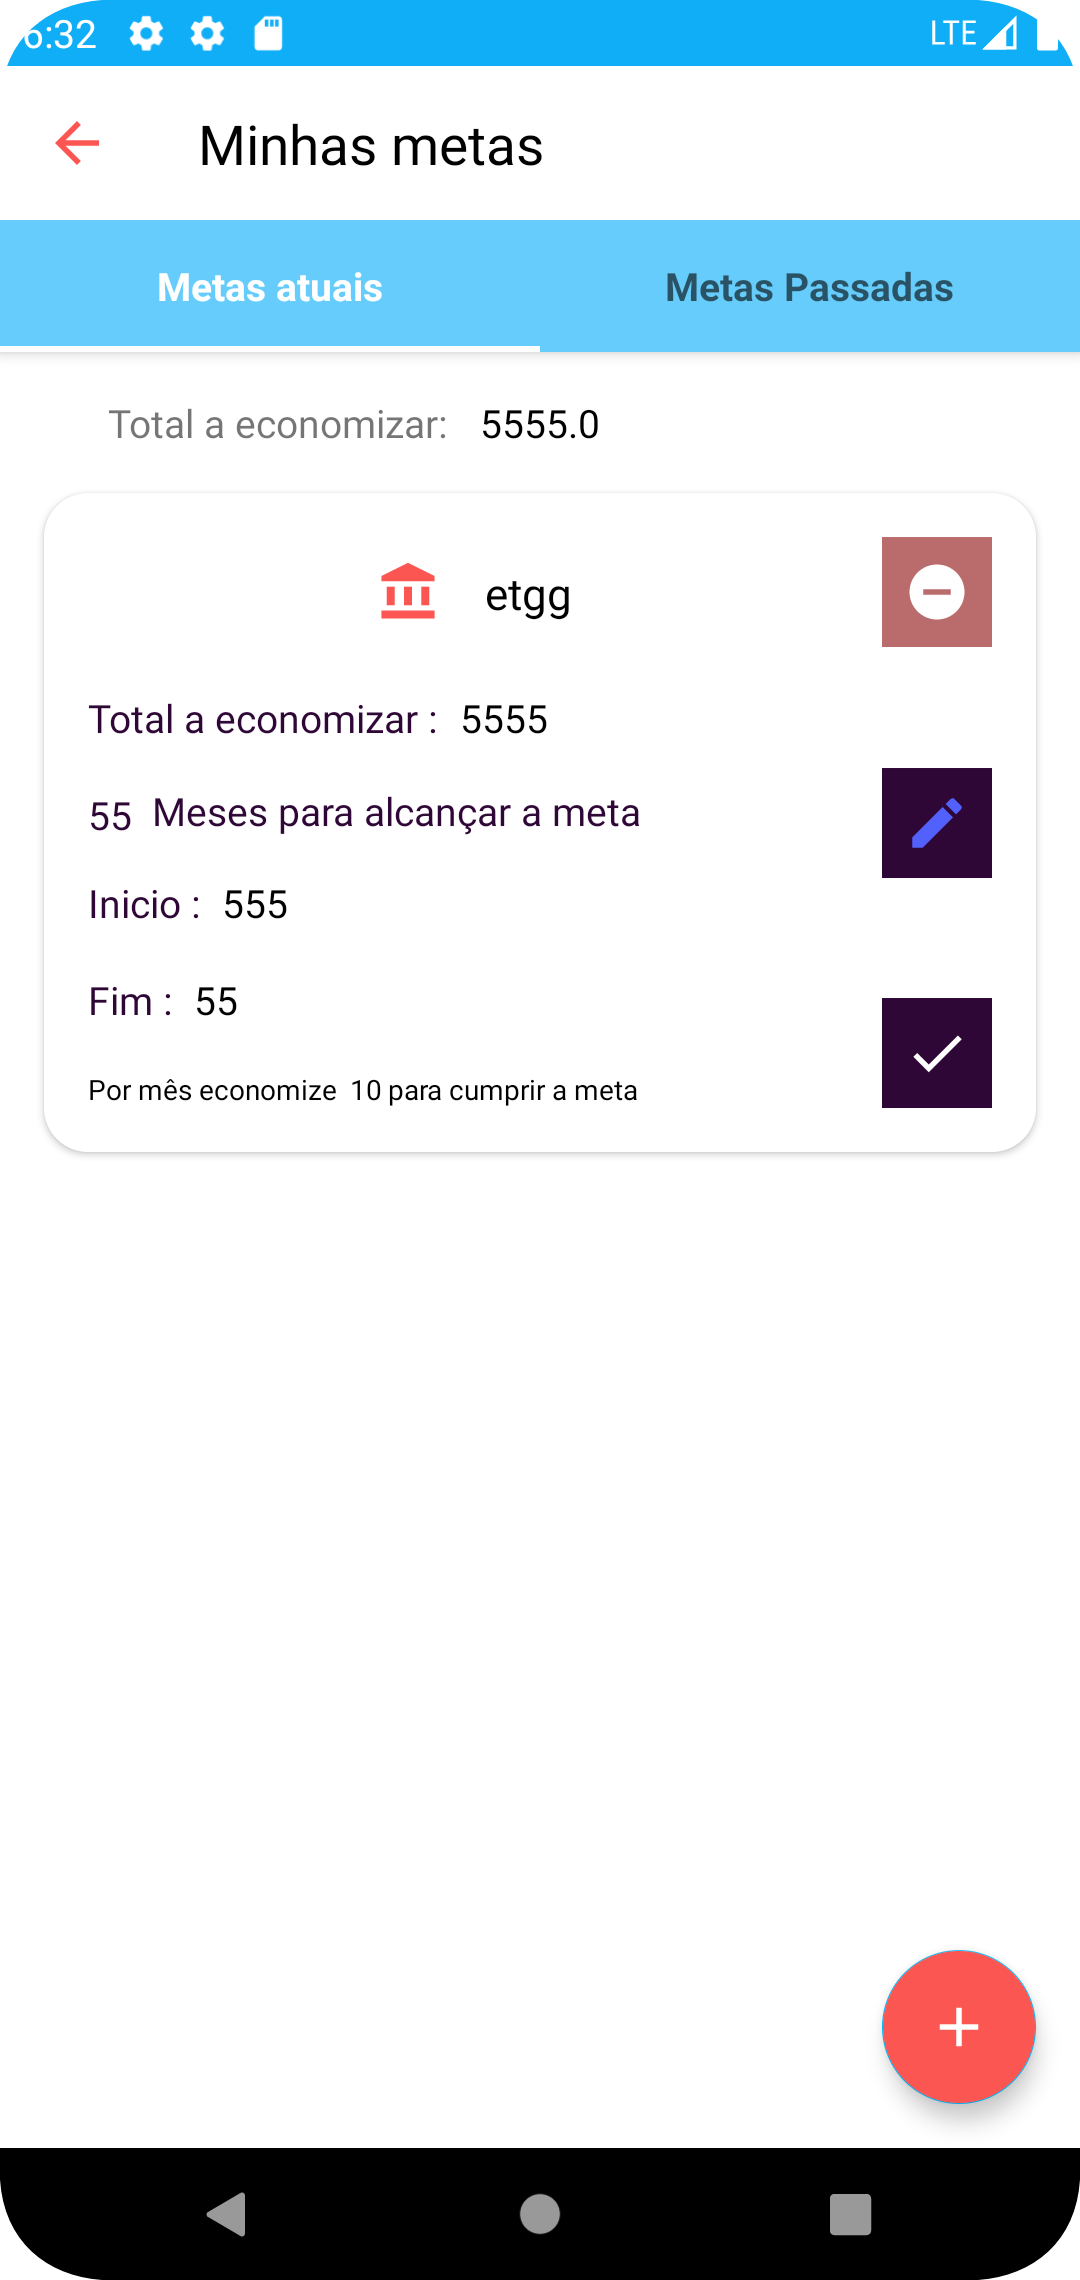 6:32 LTE
Minhas metas
Metas atuais Metas Passadas
Total a economizar: 5555.0
etgg
Total a economizar : 5555
55 Meses para alcançar a meta
Inicio : 555
Fim : 55
Por mês economize 10 para cumprir a meta